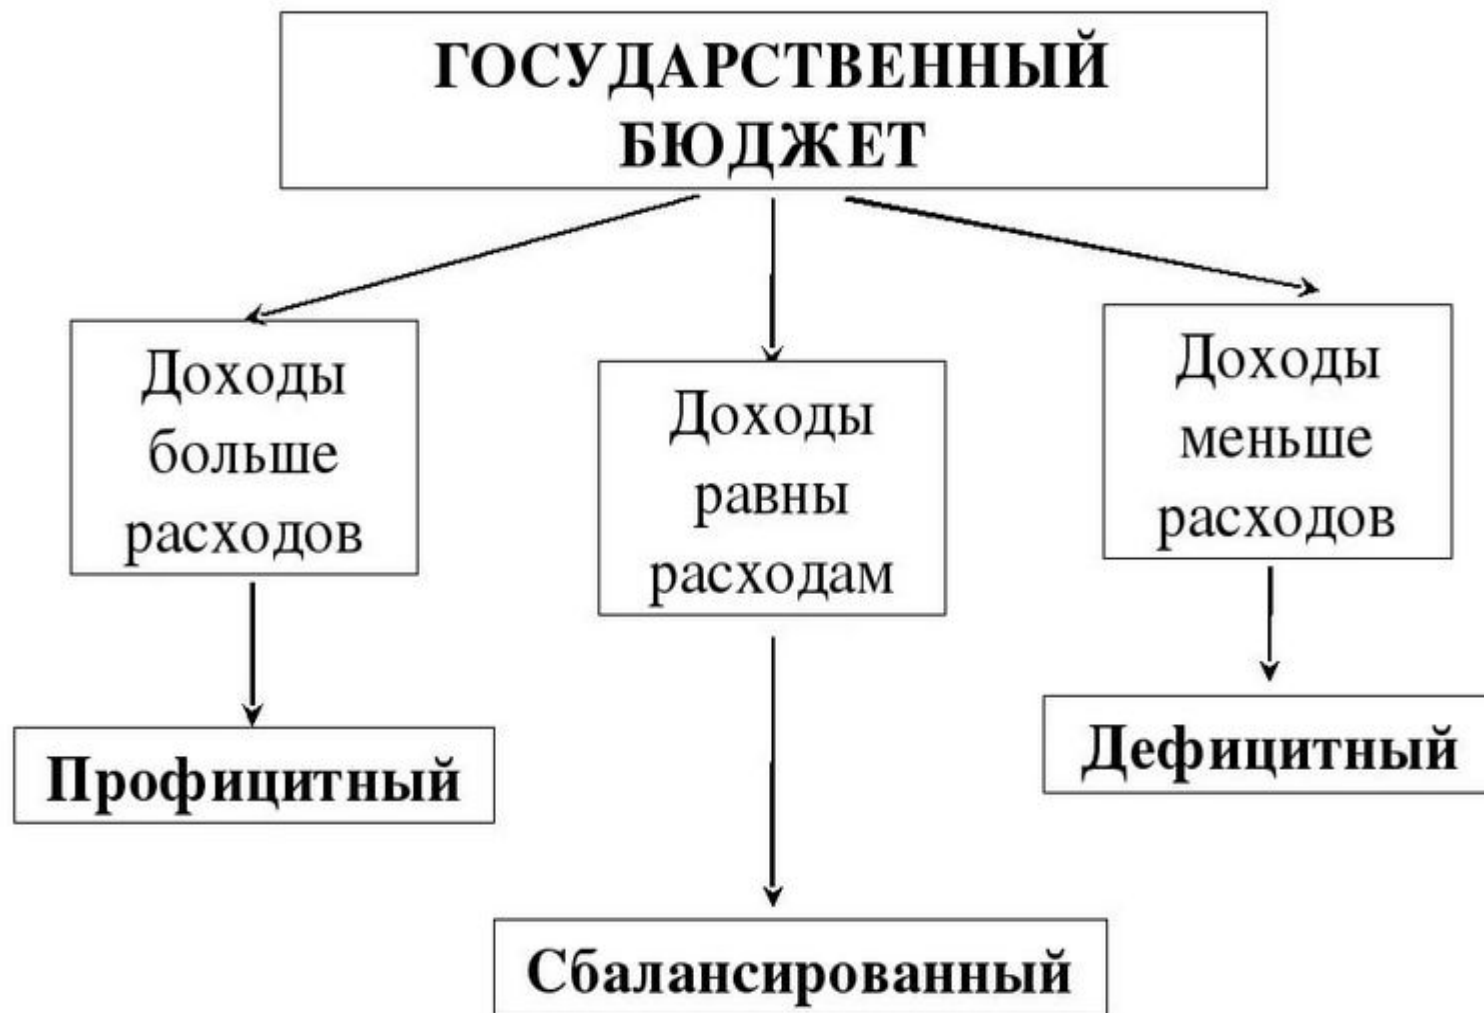 ГОСУДАРСТВЕННЫЙ
БЮДЖЕТ
Доходы
больше
расходов
Доходы
равны
расходам
Доходы
меньше
расходов
Профицитный
Сбалансированный
Дефицитный